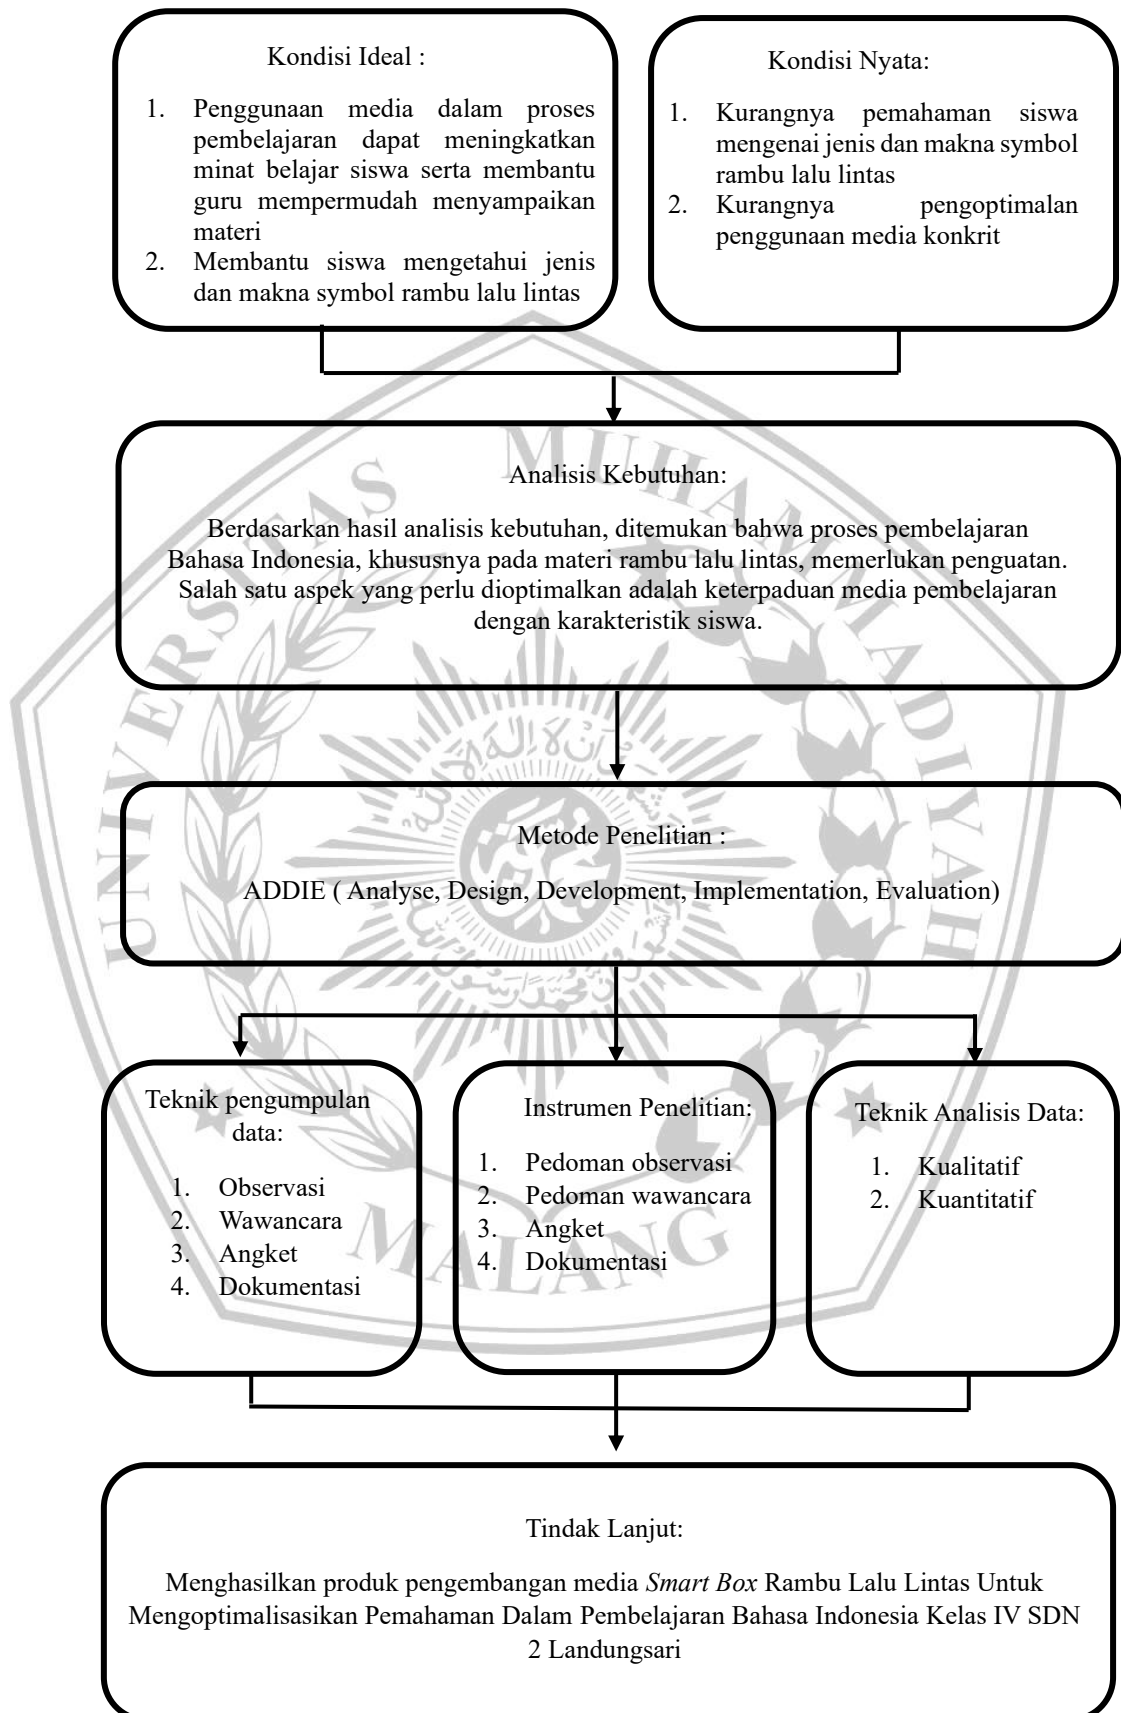 Kondisi Ideal :
1. Penggunaan media dalam proses
pembelajaran dapat meningkatkan
minat belajar siswa serta membantu
guru mempermudah menyampaikan
materi
2. Membantu siswa mengetahui jenis
dan makna symbol rambu lalu lintas
Kondisi Nyata:
1. Kurangnya pemahaman siswa
mengenai jenis dan makna symbol
rambu lalu lintas
2. Kurangnya pengoptimalan
penggunaan media konkrit
Analisis Kebutuhan:
Berdasarkan hasil analisis kebutuhan, ditemukan bahwa proses pembelajaran
Bahasa Indonesia, khususnya pada materi rambu lalu lintas, memerlukan penguatan.
Salah satu aspek yang perlu dioptimalkan adalah keterpaduan media pembelajaran
dengan karakteristik siswa.
Metode Penelitian :
ADDIE ( Analyse, Design, Development, Implementation, Evaluation)
Teknik pengumpulan
data:
1. Observasi
2. Wawancara
3. Angket
4. Dokumentasi
Instrumen Penelitian:
1. Pedoman observasi
2. Pedoman wawancara
3. Angket
4. Dokumentasi
Teknik Analisis Data:
1. Kualitatif
2. Kuantitatif
Tindak Lanjut:
Menghasilkan produk pengembangan media Smart Box Rambu Lalu Lintas Untuk
Mengoptimalisasikan Pemahaman Dalam Pembelajaran Bahasa Indonesia Kelas IV SDN
2 Landungsari
UNIVERSITAS MUHAMMADIYAH
MALANG